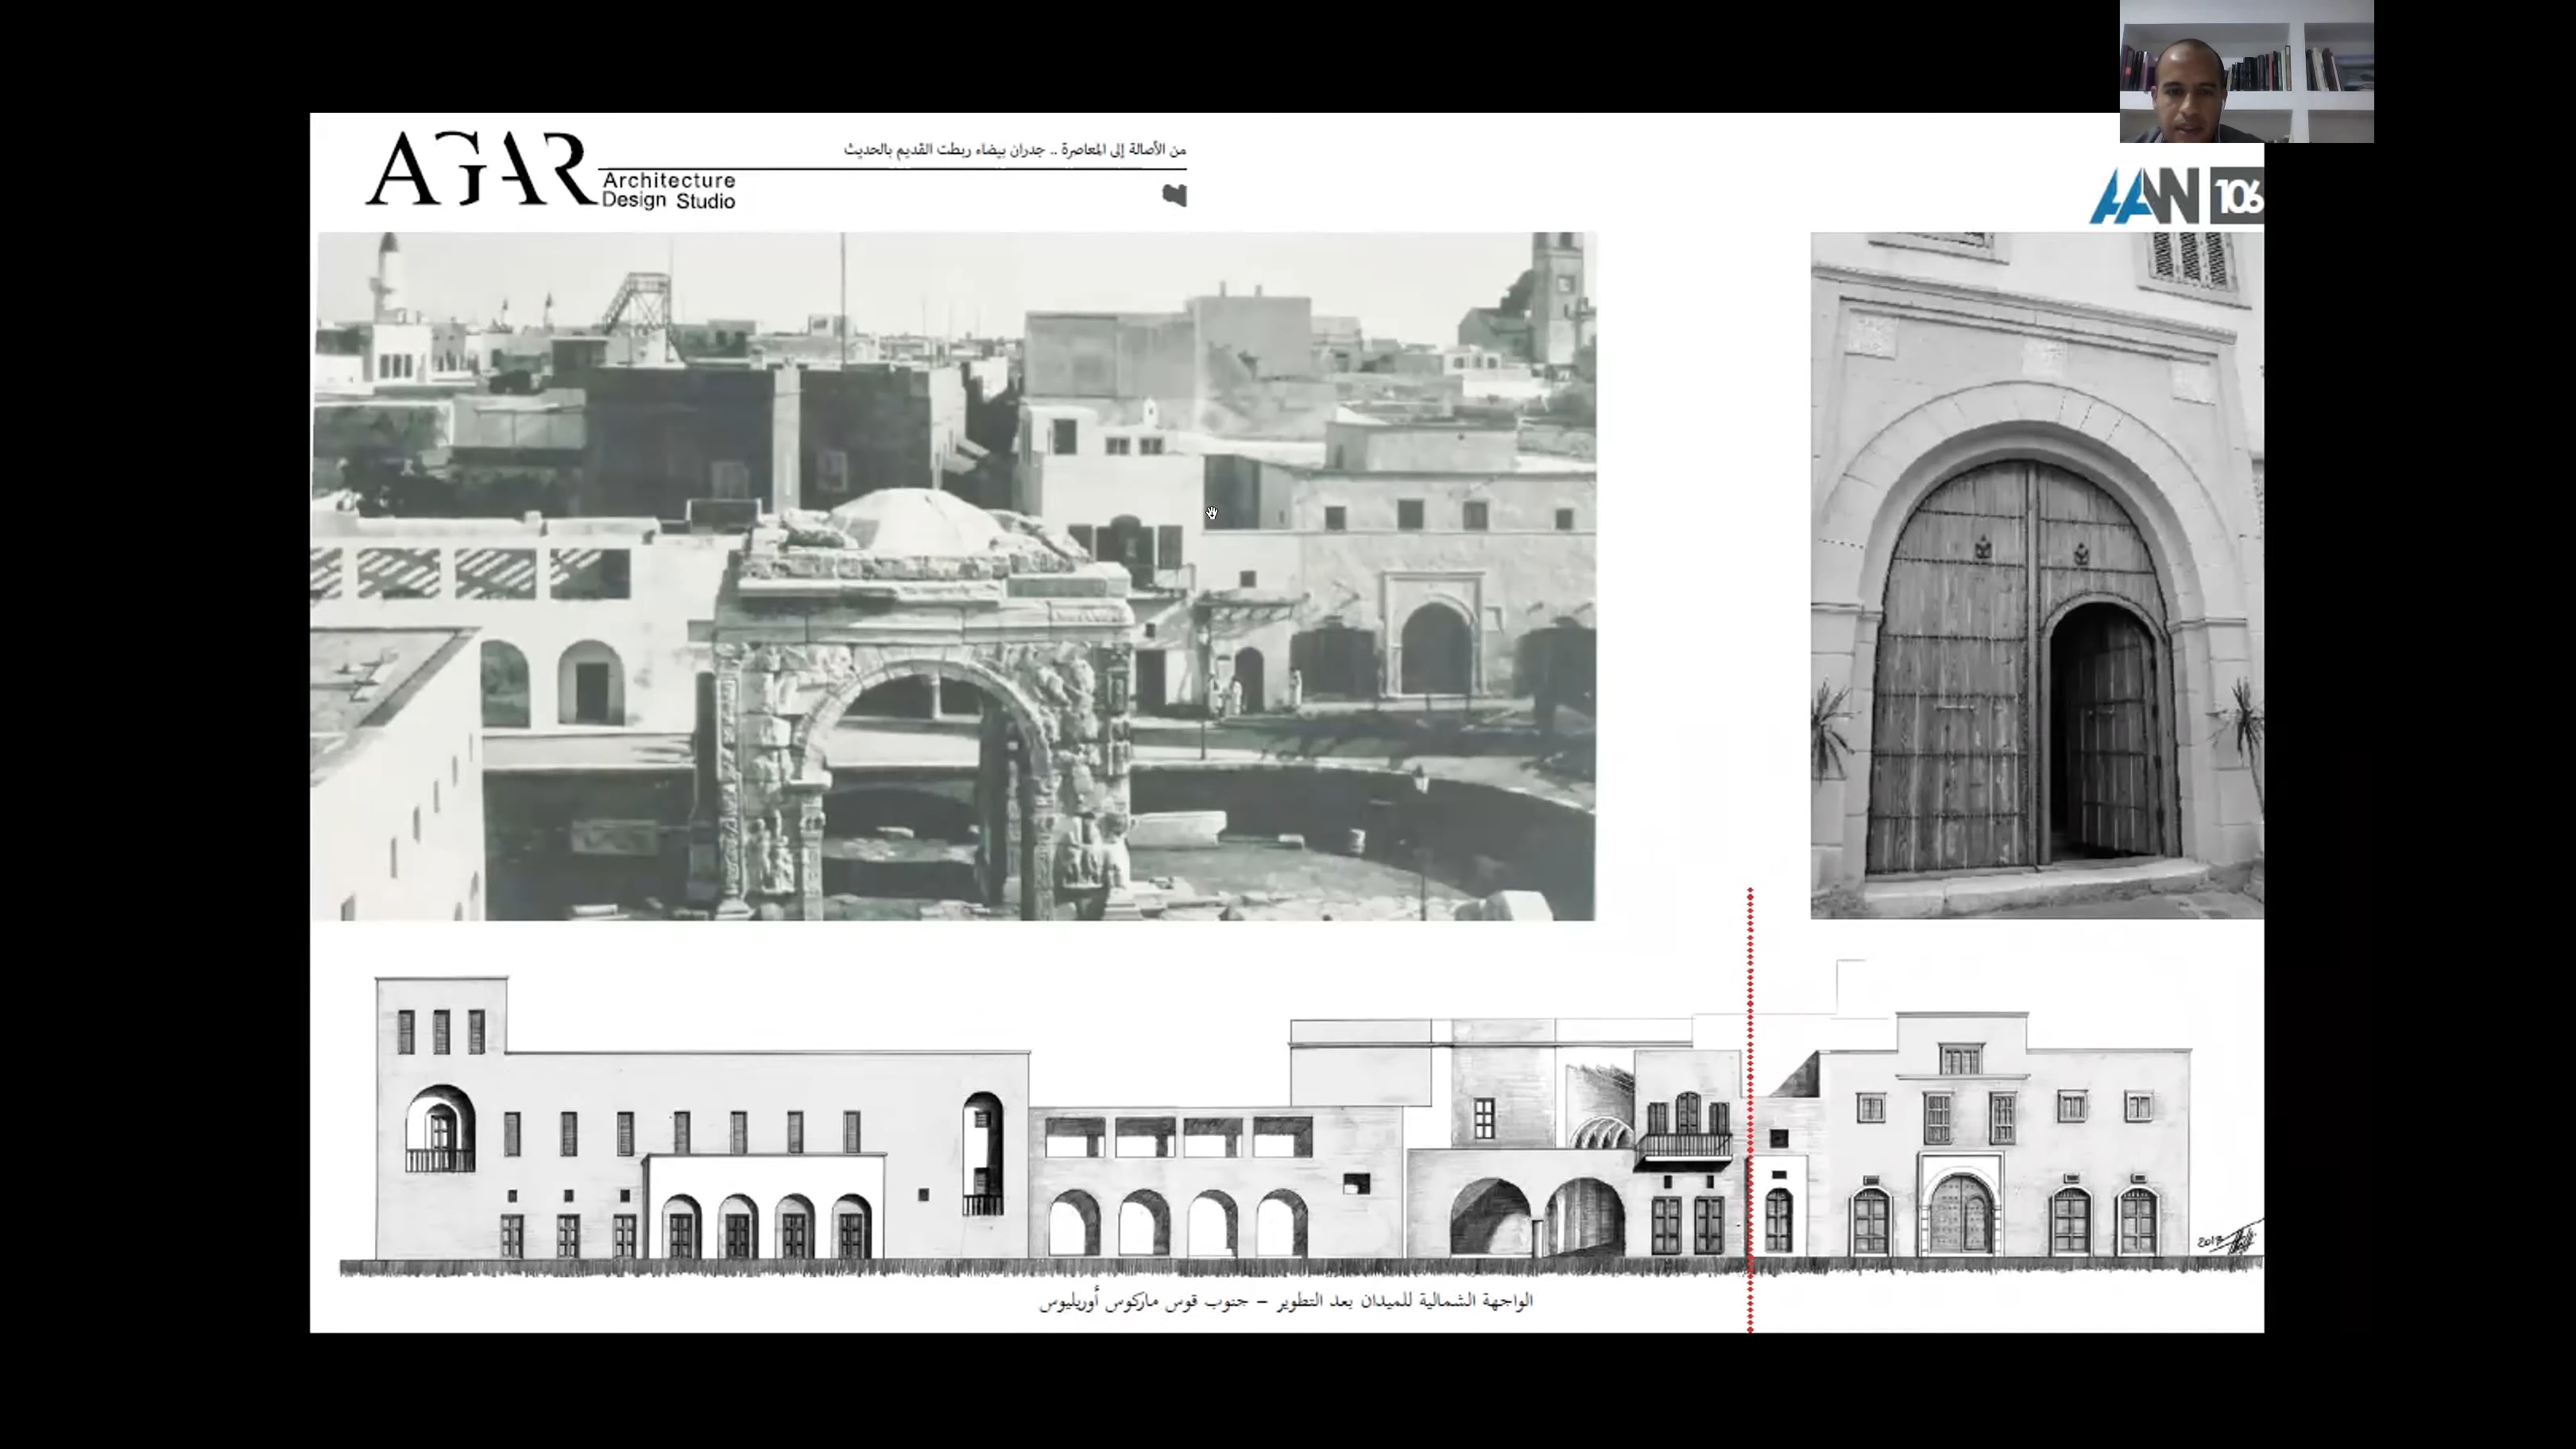 AGAR
من الأصالة إلى المعاصرة .. جدران بيضاء ربطت القديم بالحديث
Architecture
Design Studio
AAN 106
2017
الواجهة الشمالية للميدان بعد التطوير – جنوب قوس ماركوس أوريليوس